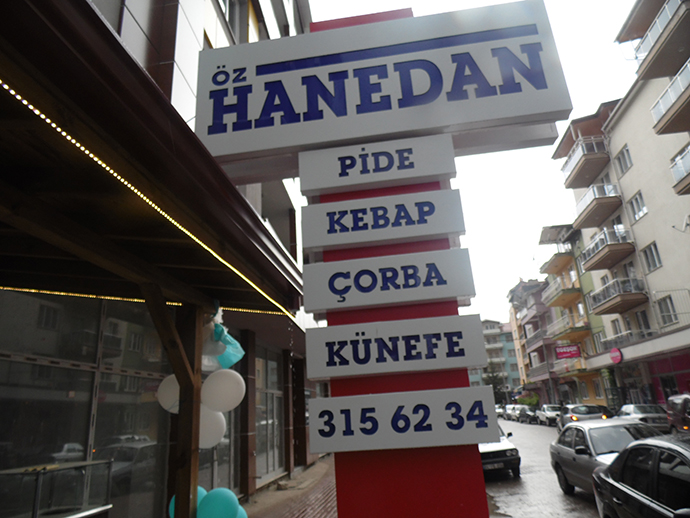 ÖZ
HANEDAN
PİDE
KEBAP
ÇORBA
KÜNEFE
315 62 34